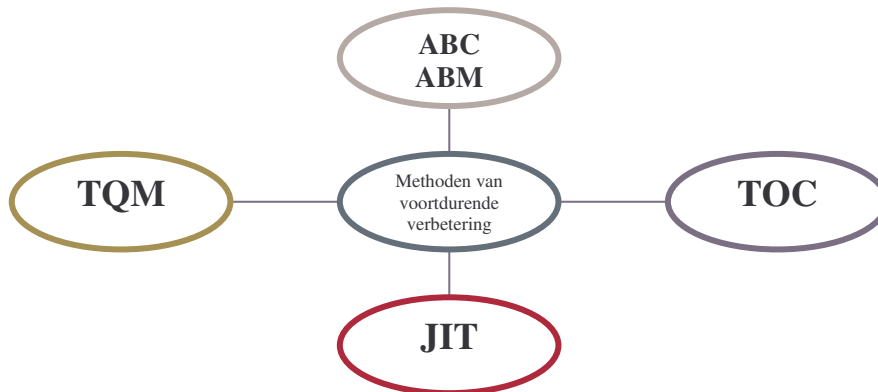 ABC
ABM
TQM
Methoden van
voortdurende
verbetering
TOC
JIT